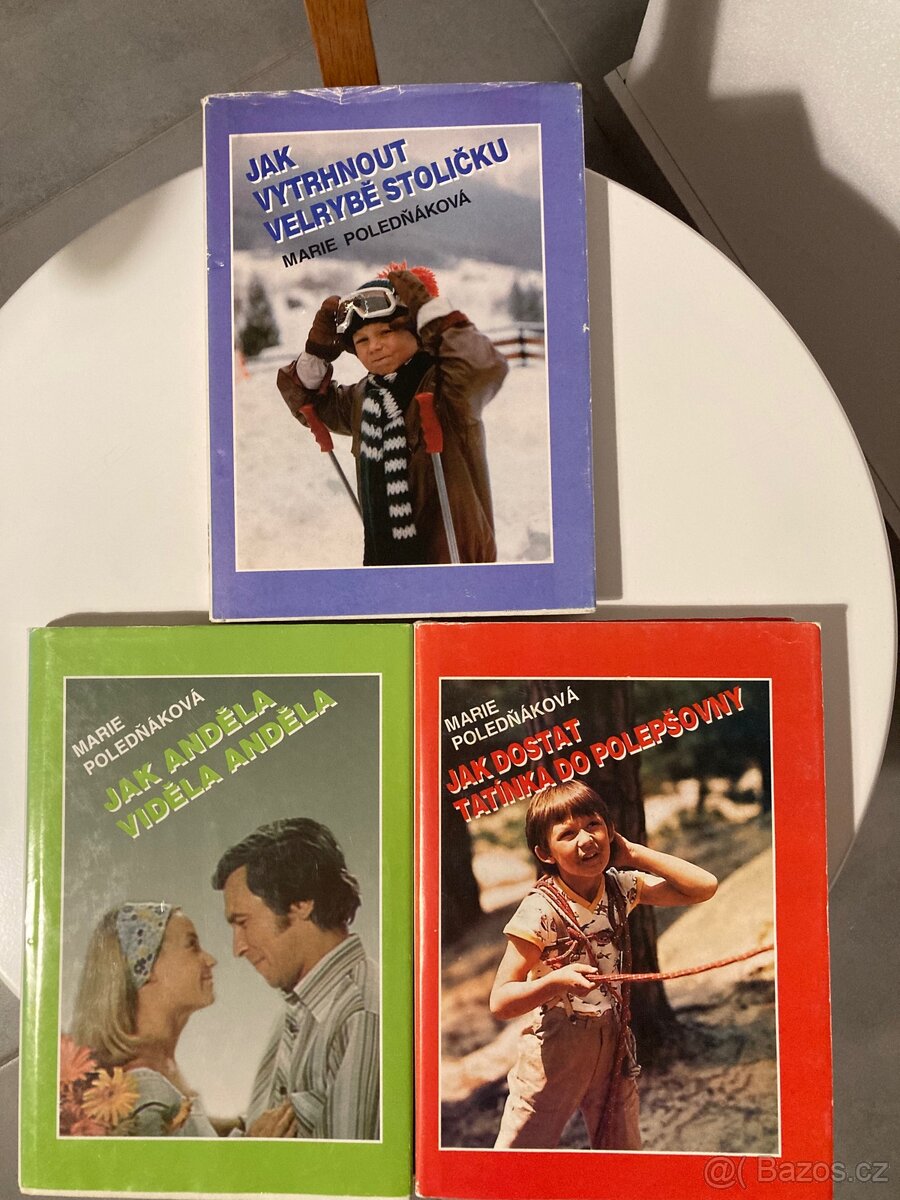 JAK
VYTRHNOUT
VELRYBĚ STOLIČKU
MARIE POLEDŇÁKOVÁ
MARIE
POLEDŇÁKOVÁ
JAK ANDĚLA
VIDĚLA ANDĚLA
MARIE
POLEDŇÁKOVÁ
JAK DOSTAT
TATÍNKA DO POLEPŠOVNY
@( Bazos.cz